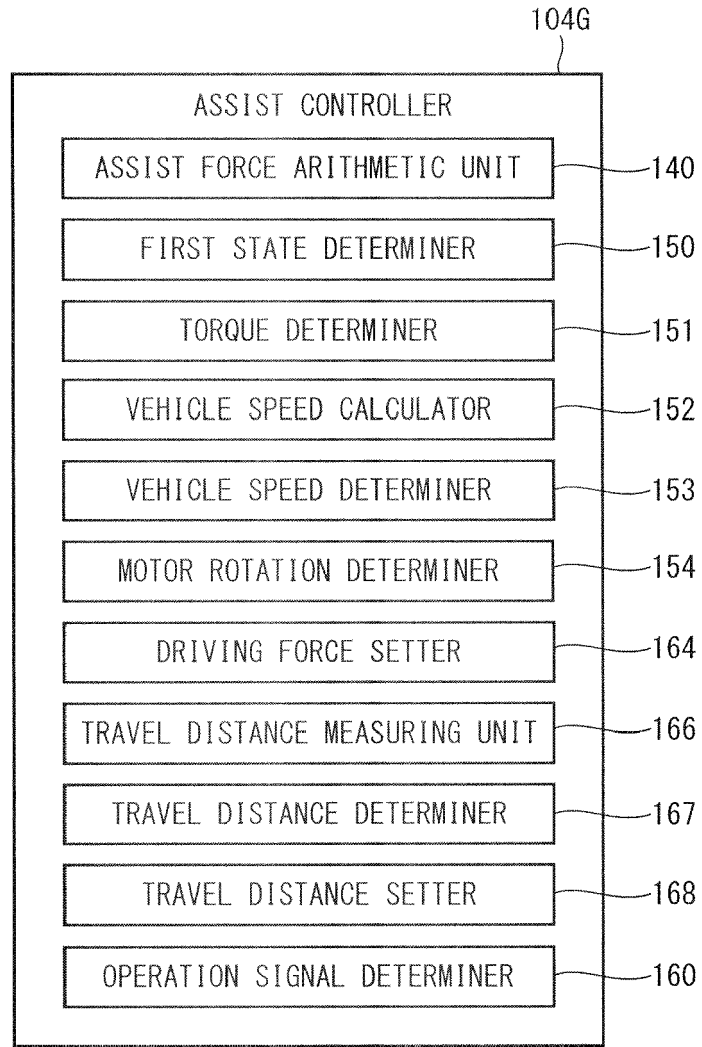 104G
ASSIST CONTROLLER
ASSIST FORCE ARITHMETIC UNIT 140
FIRST STATE DETERMINER 150
TORQUE DETERMINER 151
VEHICLE SPEED CALCULATOR 152
VEHICLE SPEED DETERMINER 153
MOTOR ROTATION DETERMINER 154
DRIVING FORCE SETTER 164
TRAVEL DISTANCE MEASURING UNIT 166
TRAVEL DISTANCE DETERMINER 167
TRAVEL DISTANCE SETTER 168
OPERATION SIGNAL DETERMINER 160